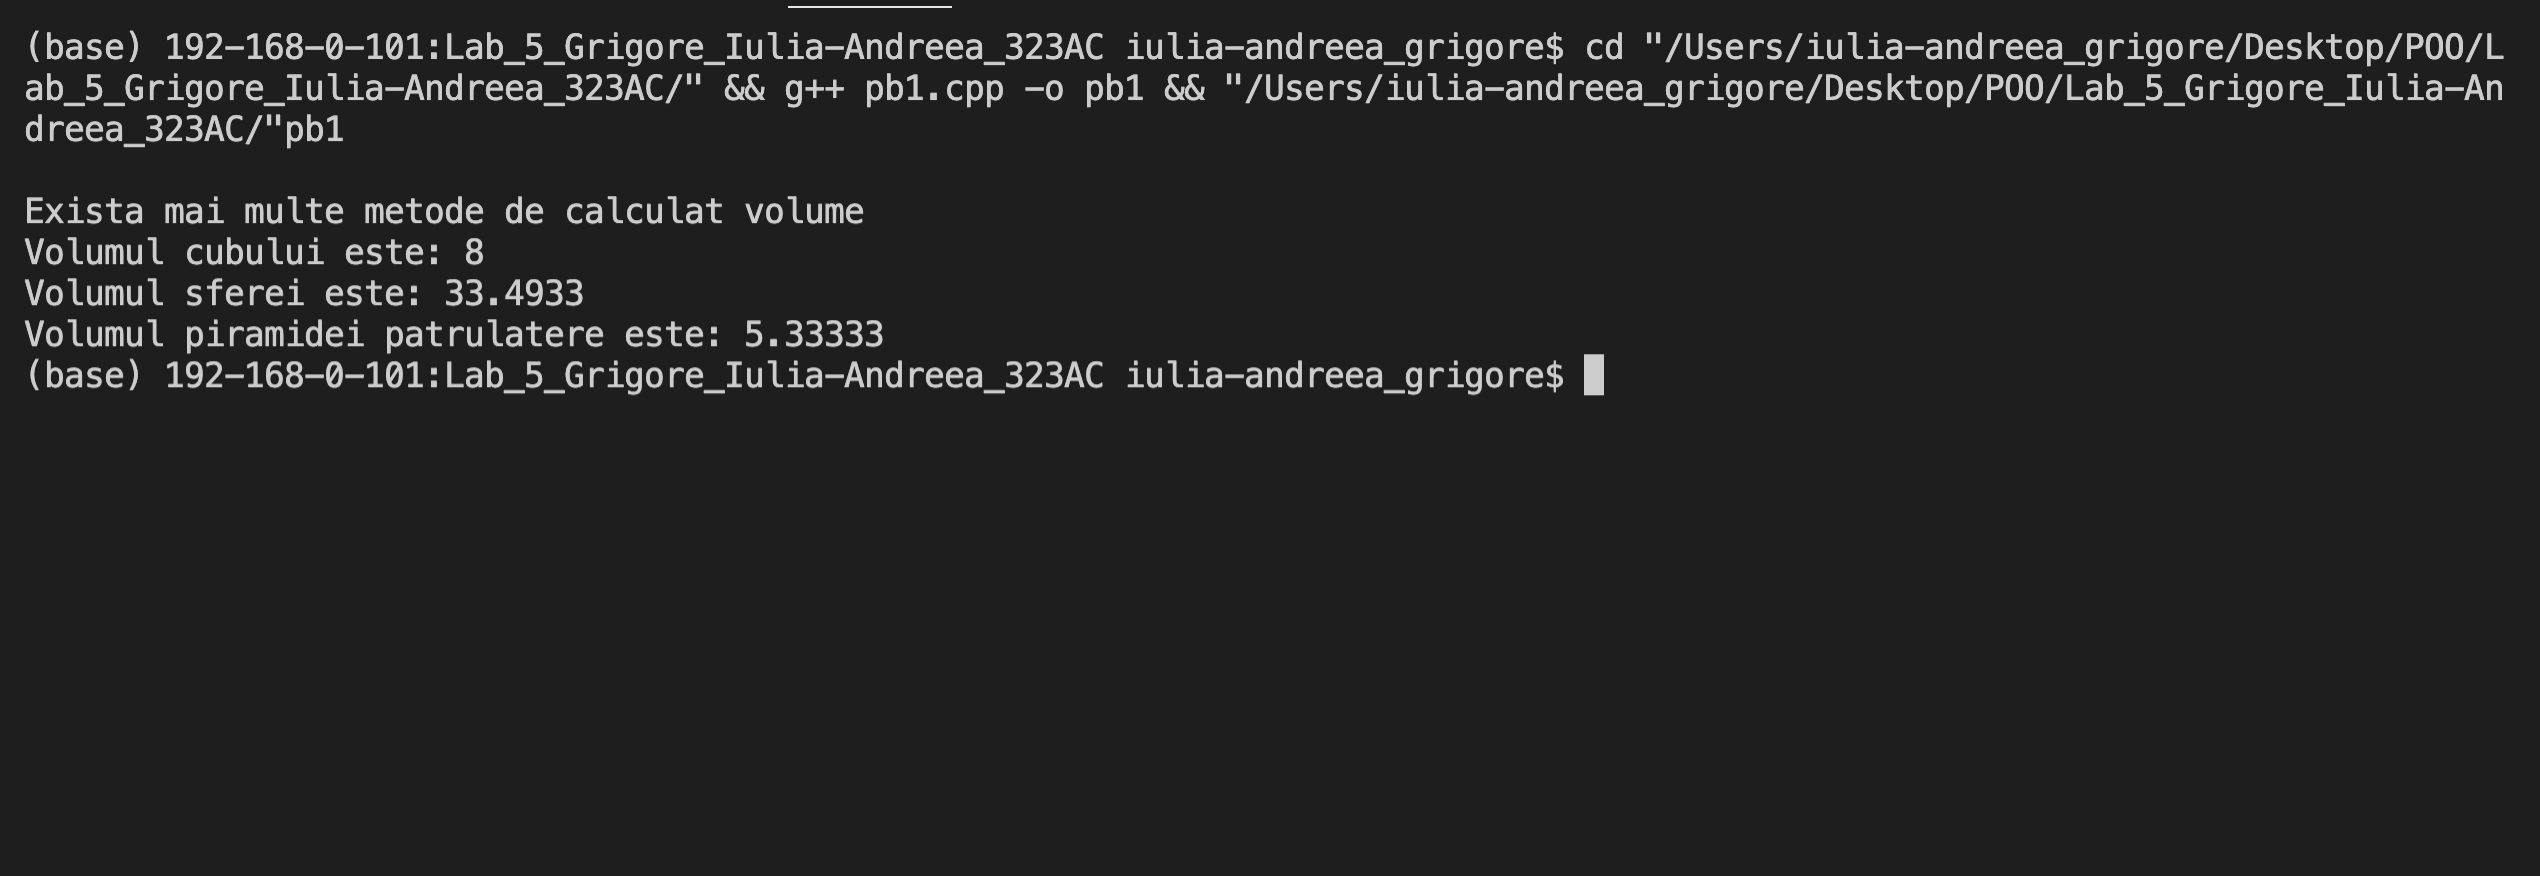 (base) 192-168-0-101:Lab_5_Grigore_Iulia-Andreea_323AC iulia-andreea_grigore$ cd "/Users/iulia-andreea_grigore/Desktop/POO/L
ab_5_Grigore_Iulia-Andreea_323AC/" && g++ pb1.cpp -o pb1 && "/Users/iulia-andreea_grigore/Desktop/POO/Lab_5_Grigore_Iulia-An
dreea_323AC/"pb1
Exista mai multe metode de calculat volume
Volumul cubului este: 8
Volumul sferei este: 33.4933
Volumul piramidei patrulatere este: 5.33333
(base) 192-168-0-101:Lab_5_Grigore_Iulia-Andreea_323AC iulia-andreea_grigore$